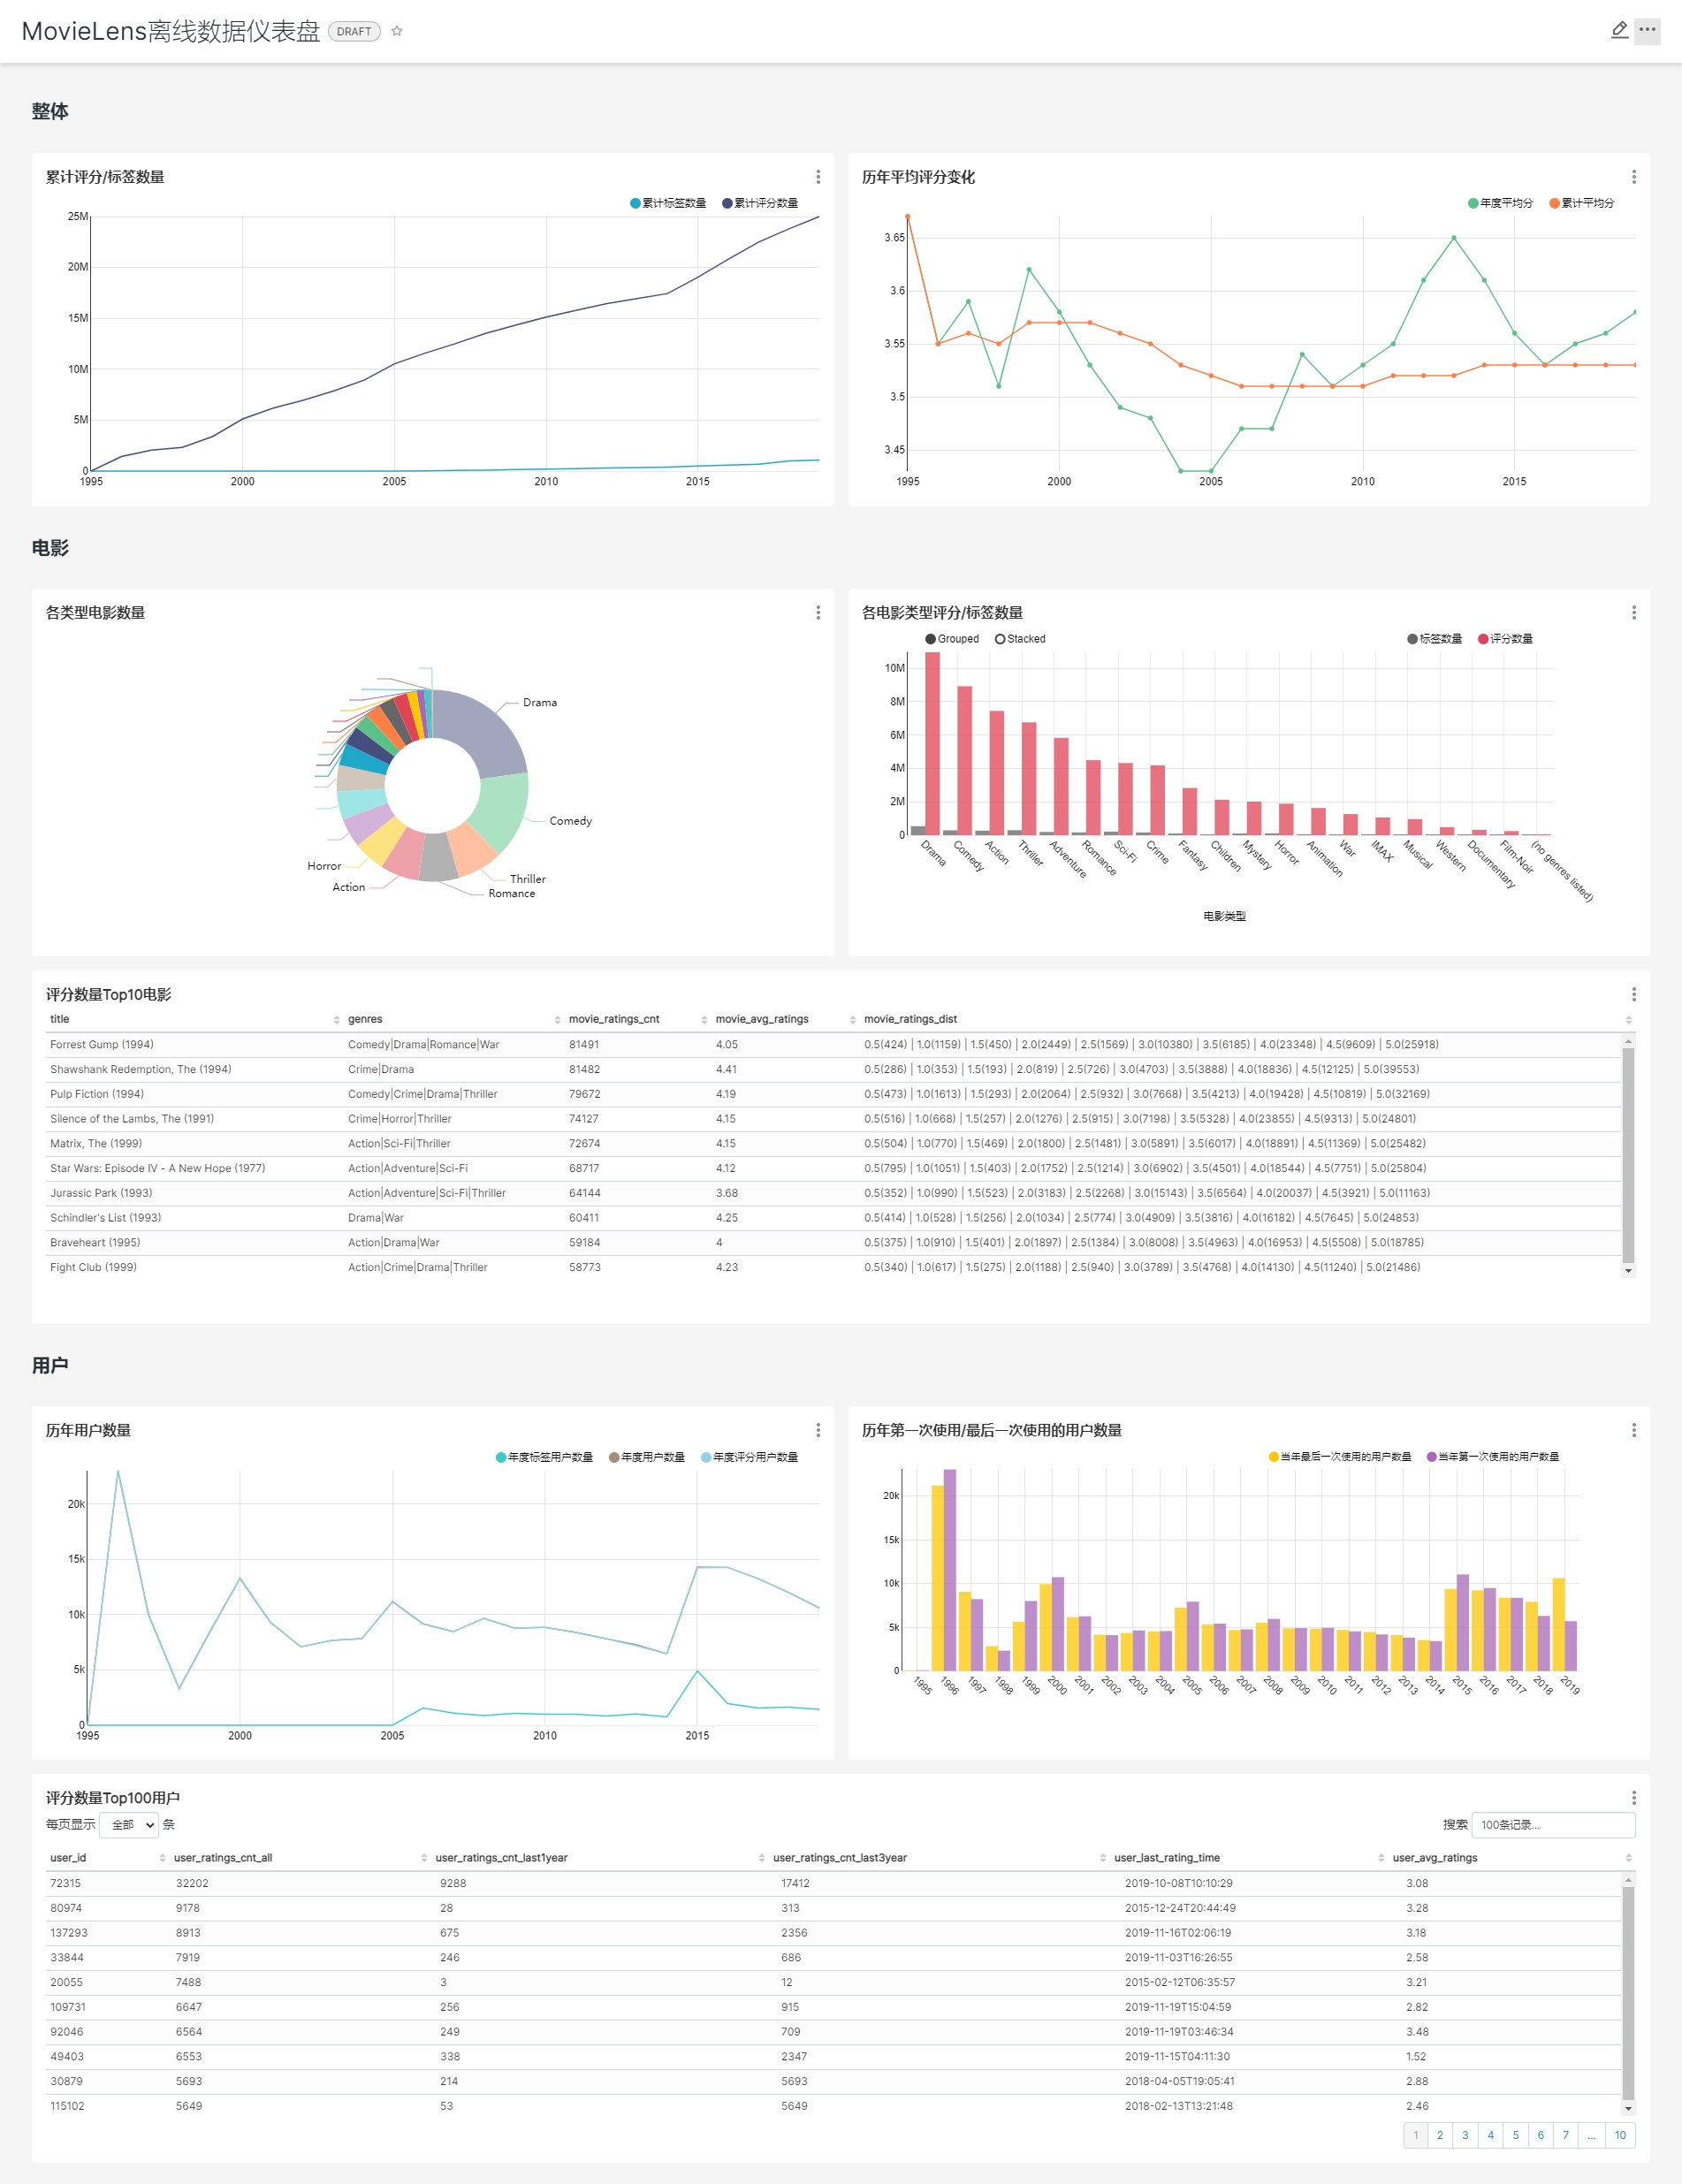 MovieLens离线数据仪表盘 DRAFT
整体
累计评分/标签数量
累计标签数量 累计评分数量
25M
20M
15M
10M
5M
0
1995 2000 2005 2010 2015
历年平均评分变化
年度平均分 累计平均分
3.65
3.6
3.55
3.5
3.45
1995 2000 2005 2010 2015
电影
各类型电影数量
Drama
Comedy
Thriller
Romance
Action
Horror
各电影类型评分/标签数量
Grouped Stacked 标签数量 评分数量
10M
8M
6M
4M
2M
0
Drama Comedy Action Thriller Adventure Romance Sci-Fi Crime Fantasy Children Mystery Horror Animation War IMAX Musical Western Documentary Film-Noir (no genres listed)
电影类型
评分数量Top10电影
title genres movie_ratings_cnt movie_avg_ratings movie_ratings_dist
Forrest Gump (1994) Comedy|Drama|Romance|War 81491 4.05 0.5(424) | 1.0(1159) | 1.5(450) | 2.0(2449) | 2.5(1569) | 3.0(10380) | 3.5(6185) | 4.0(23348) | 4.5(9609) | 5.0(25918)
Shawshank Redemption, The (1994) Crime|Drama 81482 4.41 0.5(286) | 1.0(353) | 1.5(193) | 2.0(819) | 2.5(726) | 3.0(4703) | 3.5(3888) | 4.0(18836) | 4.5(12125) | 5.0(39553)
Pulp Fiction (1994) Comedy|Crime|Drama|Thriller 79672 4.19 0.5(473) | 1.0(1613) | 1.5(293) | 2.0(2064) | 2.5(932) | 3.0(7668) | 3.5(4213) | 4.0(19428) | 4.5(10819) | 5.0(32169)
Silence of the Lambs, The (1991) Crime|Horror|Thriller 74127 4.15 0.5(516) | 1.0(668) | 1.5(257) | 2.0(1276) | 2.5(915) | 3.0(7198) | 3.5(5328) | 4.0(23855) | 4.5(9313) | 5.0(24801)
Matrix, The (1999) Action|Sci-Fi|Thriller 72674 4.15 0.5(504) | 1.0(770) | 1.5(469) | 2.0(1800) | 2.5(1481) | 3.0(5891) | 3.5(6017) | 4.0(18891) | 4.5(11369) | 5.0(25482)
Star Wars: Episode IV - A New Hope (1977) Action|Adventure|Sci-Fi 68717 4.12 0.5(795) | 1.0(1051) | 1.5(403) | 2.0(1752) | 2.5(1214) | 3.0(6902) | 3.5(4501) | 4.0(18544) | 4.5(7751) | 5.0(25804)
Jurassic Park (1993) Action|Adventure|Sci-Fi|Thriller 64144 3.68 0.5(352) | 1.0(990) | 1.5(523) | 2.0(3183) | 2.5(2268) | 3.0(15143) | 3.5(6564) | 4.0(20037) | 4.5(3921) | 5.0(11163)
Schindler's List (1993) Drama|War 60411 4.25 0.5(414) | 1.0(528) | 1.5(256) | 2.0(1034) | 2.5(774) | 3.0(4909) | 3.5(3816) | 4.0(16182) | 4.5(7645) | 5.0(24853)
Braveheart (1995) Action|Drama|War 59184 4 0.5(375) | 1.0(910) | 1.5(401) | 2.0(1897) | 2.5(1384) | 3.0(8008) | 3.5(4963) | 4.0(16953) | 4.5(5508) | 5.0(18785)
Fight Club (1999) Action|Crime|Drama|Thriller 58773 4.23 0.5(340) | 1.0(617) | 1.5(275) | 2.0(1188) | 2.5(940) | 3.0(3789) | 3.5(4768) | 4.0(14130) | 4.5(11240) | 5.0(21486)
用户
历年用户数量
年度标签用户数量 年度用户数量 年度评分用户数量
20k
15k
10k
5k
0
1995 2000 2005 2010 2015
历年第一次使用/最后一次使用的用户数量
当年最后一次使用的用户数量 当年第一次使用的用户数量
20k
15k
10k
5k
0
1995 1996 1997 1998 1999 2000 2001 2002 2003 2004 2005 2006 2007 2008 2009 2010 2011 2012 2013 2014 2015 2016 2017 2018 2019
评分数量Top100用户
每页显示 全部 条 搜索 100条记录...
user_id user_ratings_cnt_all user_ratings_cnt_last1year user_ratings_cnt_last3year user_last_rating_time user_avg_ratings
72315 32202 9288 17412 2019-10-08T10:10:29 3.08
80974 9178 28 313 2015-12-24T20:44:49 3.28
137293 8913 675 2356 2019-11-16T02:06:19 3.18
33844 7919 246 686 2019-11-03T16:26:55 2.58
20055 7488 3 12 2015-02-12T06:35:57 3.21
109731 6647 256 915 2019-11-19T15:04:59 2.82
92046 6564 249 709 2019-11-19T03:46:34 3.48
49403 6553 338 2347 2019-11-15T04:11:30 1.52
30879 5693 214 5693 2018-04-05T19:05:41 2.88
115102 5649 53 5649 2018-02-13T13:21:48 2.46
1 2 3 4 5 6 7 ... 10